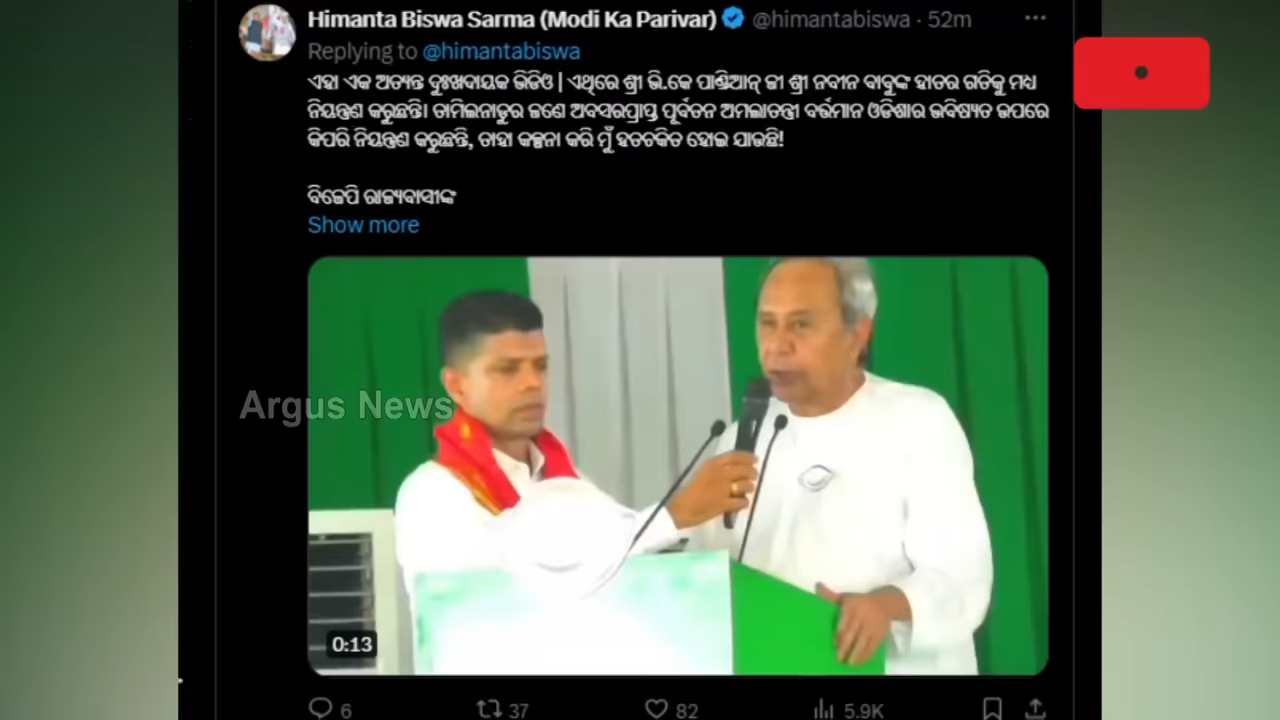 Himanta Biswa Sarma (Modi Ka Parivar) @himantabiswa · 52m
Replying to @himantabiswa
ଏହା ଏକ ଅତ୍ୟନ୍ତ ଦୁଃଖଦାୟକ ଭିଡିଓ | ଏଥିରେ ଶ୍ରୀ ଭି.କେ ପାଣ୍ଡିଆନ୍ ଜୀ ଶ୍ରୀ ନବୀନ ବାବୁଙ୍କ ହାତର ଗତିକୁ ମଧ୍ୟ
ନିୟନ୍ତ୍ରଣ କରୁଛନ୍ତି। ତାମିଲନାଡୁର ଜଣେ ଅବସରପ୍ରାପ୍ତ ପୂର୍ବତନ ଅମଲାତନ୍ତ୍ରୀ ବର୍ତ୍ତମାନ ଓଡିଶାର ଭବିଷ୍ୟତ ଉପରେ
କିପରି ନିୟନ୍ତ୍ରଣ କରୁଛନ୍ତି, ତାହା କଳ୍ପନା କରି ମୁଁ ହତଚକିତ ହୋଇ ଯାଉଛି!
ବିଜେପି ରାଜ୍ୟବାସୀଙ୍କ
Show more
Argus News
0:13
6 37 82 5.9K